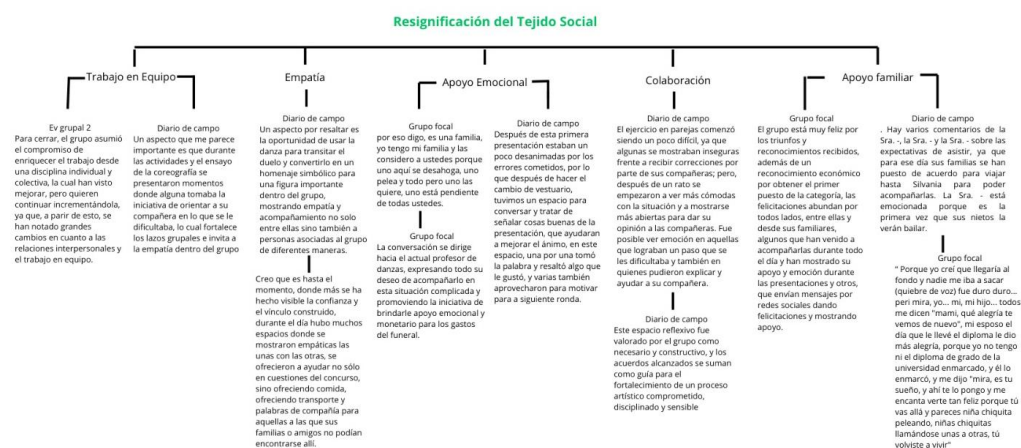 Resignificación del Tejido Social
Trabajo en Equipo
Ev grupal 2
Para cerrar, el grupo asumió
el compromiso de
enriquecer el trabajo desde
una disciplina individual y
colectiva, la cual han visto
mejorar, pero quieren
continuar incrementándola,
ya que, a parir de esto, se
han notado grandes
cambios en cuanto a las
relaciones interpersonales y
el trabajo en equipo.
Diario de campo
Un aspecto que me parece
importante es que durante
las actividades y el ensayo
de la coreografía se
presentaron momentos
donde alguna tomaba la
iniciativa de orientar a su
compañera en lo que se le
dificultaba, lo cual fortalece
los lazos grupales e invita a
la empatía dentro del grupo
Empatía
Diario de campo
Un aspecto por resaltar es
la oportunidad de usar la
danza para transitar el
duelo y convertirlo en un
homenaje simbólico para
una figura importante
dentro del grupo,
mostrando empatía y
acompañamiento no solo
entre ellas sino también a
personas asociadas al grupo
de diferentes maneras.
Creo que es hasta el
momento, donde más se ha
hecho visible la confianza y
el vínculo construido,
durante el día hubo muchos
espacios donde se
mostraron empáticas las
unas con las otras, se
ofrecieron a ayudar no sólo
en cuestiones del concurso,
sino ofreciendo comida,
ofreciendo transporte y
palabras de compañía para
aquellas a las que sus
familias o amigos no podían
encontrarse allí.
Apoyo Emocional
Grupo focal
por eso digo, es una familia,
yo tengo mi familia y las
considero a ustedes porque
uno aquí se desahoga, uno
pelea y todo pero uno las
quiere, uno está pendiente
de todas ustedes.
Grupo focal
La conversación se dirige
hacia el actual profesor de
danzas, expresando todo su
deseo de acompañarlo en
esta situación complicada y
promoviendo la iniciativa de
brindarle apoyo emocional y
monetario para los gastos
del funeral.
Diario de campo
Después de esta primera
presentación estaban un
poco desanimadas por los
errores cometidos, por lo
que después de hacer el
cambio de vestuario,
tuvimos un espacio para
conversar y tratar de
señalar cosas buenas de la
presentación, que ayudaran
a mejorar el ánimo, en este
espacio, una por una tomó
la palabra y resaltó algo que
le gustó, y varias también
aprovecharon para motivar
para a siguiente ronda.
Colaboración
Diario de campo
El ejercicio en parejas comenzó
siendo un poco difícil, ya que
algunas se mostraban inseguras
frente a recibir correcciones por
parte de sus compañeras; pero,
después de un rato se
empezaron a ver más cómodas
con la situación y a mostrarse
más abiertas para dar su
opinión a las compañeras. Fue
posible ver emoción en aquellas
que lograban un paso que se
les dificultaba y también en
quienes pudieron explicar y
ayudar a su compañera.
Diario de campo
Este espacio reflexivo fue
valorado por el grupo como
necesario y constructivo, y los
acuerdos alcanzados se suman
como guía para el
fortalecimiento de un proceso
artístico comprometido,
disciplinado y sensible
Apoyo familiar
Grupo focal
El grupo está muy feliz por
los triunfos y
reconocimientos recibidos,
además de un
reconocimiento económico
por obtener el primer
puesto de la categoría, las
felicitaciones abundan por
todos lados, entre ellas y
desde sus familiares,
algunos que han venido a
acompañarlas durante todo
el día y han mostrado su
apoyo y emoción durante
las presentaciones y otros,
que envían mensajes por
redes sociales dando
felicitaciones y mostrando
apoyo.
Diario de campo
. Hay varios comentarios de la
Sra. -, la Sra. - y la Sra. - sobre las
expectativas de asistir, ya que
para ese día sus familias se han
puesto de acuerdo para viajar
hasta Silvania para poder
acompañarlas. La Sra. - está
emocionada porque es la
primera vez que sus nietos la
verán bailar.
Grupo focal
" Porque yo creí que llegaría al
fondo y nadie me iba a sacar
(quiebre de voz) fue duro duro...
peri mira, yo... mi, mi hijo... todos
me dicen "mami, qué alegría te
vemos de nuevo", mi esposo el
día que le llevé el diploma le dio
más alegría, porque yo no tengo
ni el diploma de grado de la
universidad enmarcado, y él lo
enmarcó, y me dijo "mira, es tu
sueño, y ahí te lo pongo y me
encanta verte tan feliz porque tú
vas allá y pareces niña chiquita
peleando, niñas chiquitas
llamándose unas a otras, tú
volviste a vivir"